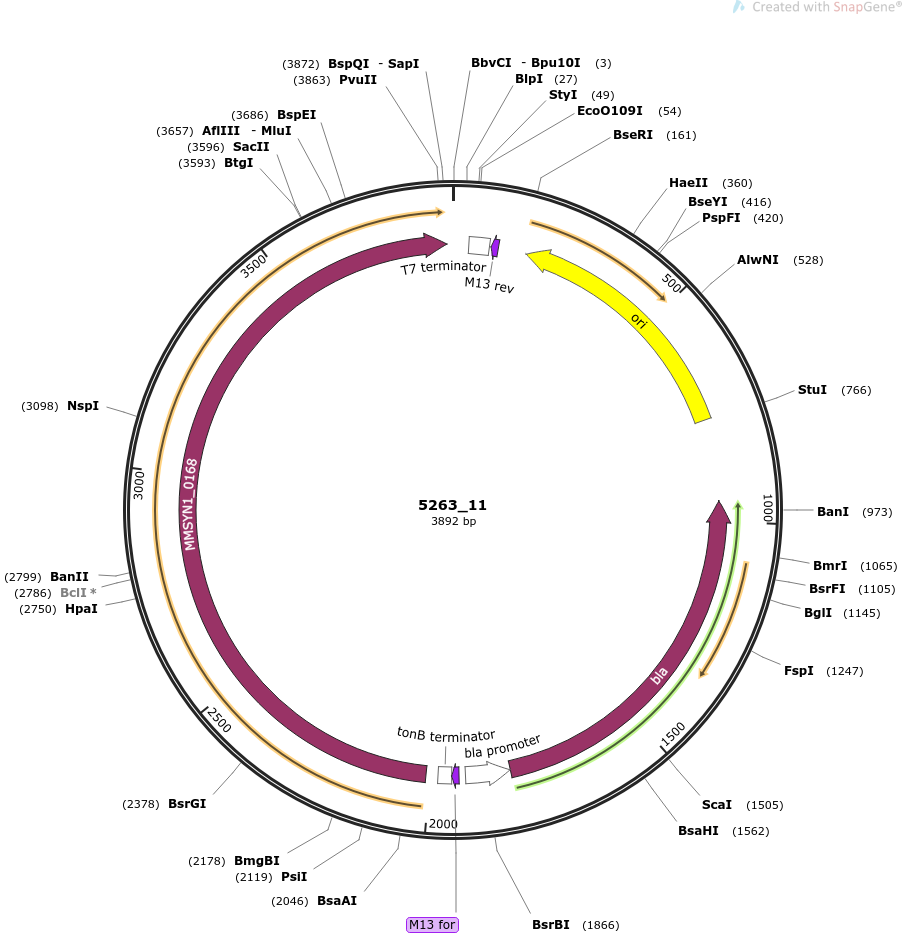 Created with SnapGene®
(3872) BspQI - SapI
(3863) PvuII
(3686) BspEI
(3657) AflIII - MluI
(3596) SacII
(3593) BtgI
BbvCI - Bpu10I (3)
BlpI (27)
StyI (49)
EcoO109I (54)
BseRI (161)
HaeII (360)
BseYI (416)
PspFI (420)
AlwNI (528)
StuI (766)
BanI (973)
BmrI (1065)
BsrFI (1105)
BglI (1145)
FspI (1247)
ScaI (1505)
BsaHI (1562)
BsrBI (1866)
M13 for
(2046) BsaAI
(2119) PsiI
(2178) BmgBI
(2378) BsrGI
(2750) HpaI
(2786) BclI *
(2799) BanII
(3098) NspI
500
1000
1500
2000
2500
3000
3500
T7 terminator
M13 rev
ori
bla
bla promoter
tonB terminator
MMSYN1_0168
5263_11
3892 bp